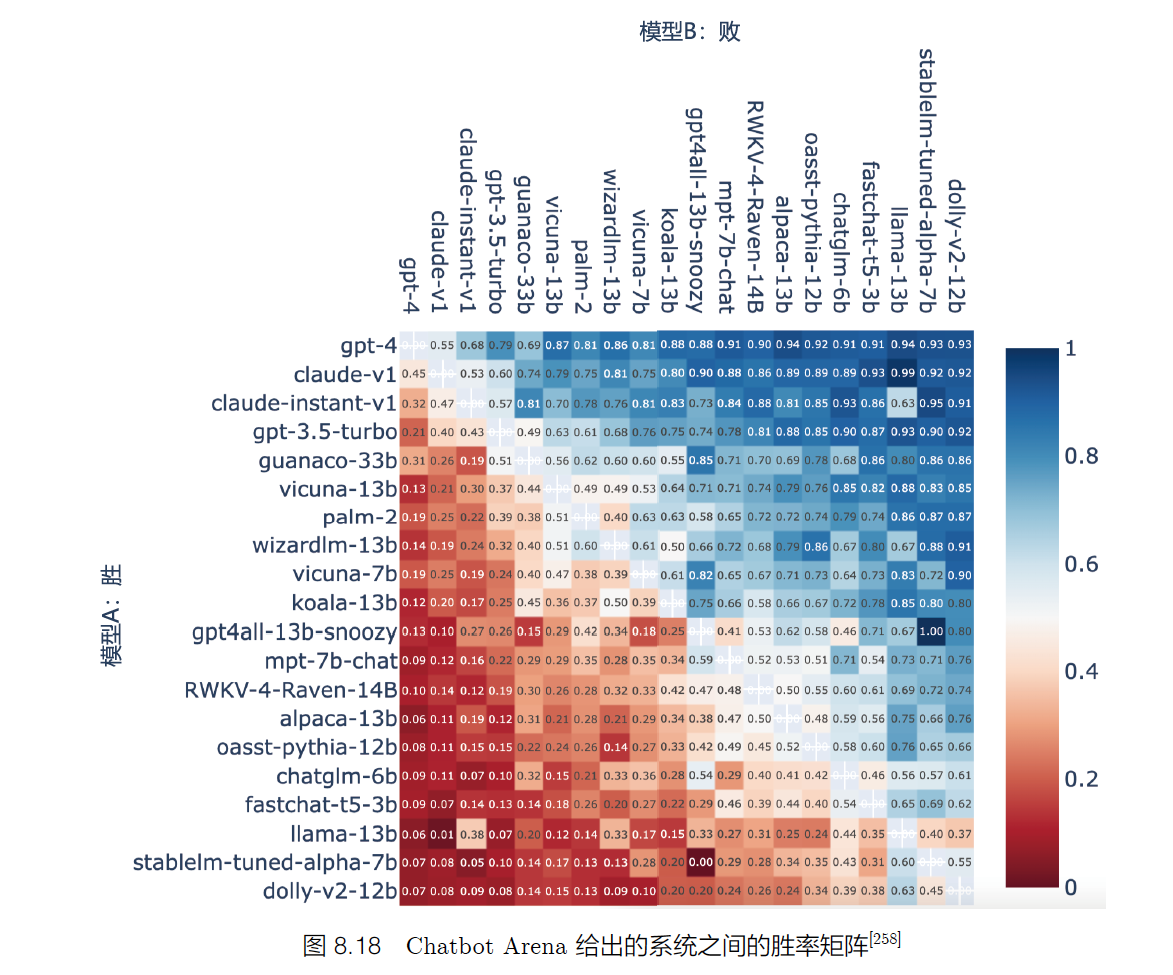 模型B：败
gpt-4
claude-v1
claude-instant-v1
gpt-3.5-turbo
guanaco-33b
vicuna-13b
palm-2
wizardlm-13b
vicuna-7b
koala-13b
gpt4all-13b-snoozy
mpt-7b-chat
RWKV-4-Raven-14B
alpaca-13b
oasst-pythia-12b
chatglm-6b
fastchat-t5-3b
llama-13b
stablelm-tuned-alpha-7b
dolly-v2-12b
模型A：胜
gpt-4 0.00 0.55 0.68 0.79 0.69 0.87 0.81 0.86 0.81 0.88 0.88 0.91 0.90 0.94 0.92 0.91 0.91 0.94 0.93 0.93
claude-v1 0.45 0.00 0.53 0.60 0.74 0.79 0.75 0.81 0.75 0.80 0.90 0.88 0.86 0.89 0.89 0.89 0.93 0.99 0.92 0.92
claude-instant-v1 0.32 0.47 0.00 0.57 0.81 0.70 0.78 0.76 0.81 0.83 0.73 0.84 0.88 0.81 0.85 0.93 0.86 0.63 0.95 0.91
gpt-3.5-turbo 0.21 0.40 0.43 0.00 0.49 0.63 0.61 0.68 0.76 0.75 0.74 0.78 0.81 0.88 0.85 0.90 0.87 0.93 0.90 0.92
guanaco-33b 0.31 0.26 0.19 0.51 0.00 0.56 0.62 0.60 0.60 0.55 0.85 0.71 0.70 0.69 0.78 0.68 0.86 0.80 0.86 0.86
vicuna-13b 0.13 0.21 0.30 0.37 0.44 0.00 0.49 0.49 0.53 0.64 0.71 0.71 0.74 0.79 0.76 0.85 0.82 0.88 0.83 0.85
palm-2 0.19 0.25 0.22 0.39 0.38 0.51 0.00 0.40 0.63 0.63 0.58 0.65 0.72 0.72 0.74 0.79 0.74 0.86 0.87 0.87
wizardlm-13b 0.14 0.19 0.24 0.32 0.40 0.51 0.60 0.00 0.61 0.50 0.66 0.72 0.68 0.79 0.86 0.67 0.80 0.67 0.88 0.91
vicuna-7b 0.19 0.25 0.19 0.24 0.40 0.47 0.38 0.39 0.00 0.61 0.82 0.65 0.67 0.71 0.73 0.64 0.73 0.83 0.72 0.90
koala-13b 0.12 0.20 0.17 0.25 0.45 0.36 0.37 0.50 0.39 0.00 0.75 0.66 0.58 0.66 0.67 0.72 0.78 0.85 0.80 0.80
gpt4all-13b-snoozy 0.13 0.10 0.27 0.26 0.15 0.29 0.42 0.34 0.18 0.25 0.00 0.41 0.53 0.62 0.58 0.46 0.71 0.67 1.00 0.80
mpt-7b-chat 0.09 0.12 0.16 0.22 0.29 0.29 0.35 0.28 0.35 0.34 0.59 0.00 0.52 0.53 0.51 0.71 0.54 0.73 0.71 0.76
RWKV-4-Raven-14B 0.10 0.14 0.12 0.19 0.30 0.26 0.28 0.32 0.33 0.42 0.47 0.48 0.00 0.50 0.55 0.60 0.61 0.69 0.72 0.74
alpaca-13b 0.06 0.11 0.19 0.12 0.31 0.21 0.28 0.21 0.29 0.34 0.38 0.47 0.50 0.00 0.48 0.59 0.56 0.75 0.66 0.76
oasst-pythia-12b 0.08 0.11 0.15 0.15 0.22 0.24 0.26 0.14 0.27 0.33 0.42 0.49 0.45 0.52 0.00 0.58 0.60 0.76 0.65 0.66
chatglm-6b 0.09 0.11 0.07 0.10 0.32 0.15 0.21 0.33 0.36 0.28 0.54 0.29 0.40 0.41 0.42 0.00 0.46 0.56 0.57 0.61
fastchat-t5-3b 0.09 0.07 0.14 0.13 0.14 0.18 0.26 0.20 0.27 0.22 0.29 0.46 0.39 0.44 0.40 0.54 0.00 0.65 0.69 0.62
llama-13b 0.06 0.01 0.38 0.07 0.20 0.12 0.14 0.33 0.17 0.15 0.33 0.27 0.31 0.25 0.24 0.44 0.35 0.00 0.40 0.37
stablelm-tuned-alpha-7b 0.07 0.08 0.05 0.10 0.14 0.17 0.13 0.13 0.28 0.20 0.00 0.29 0.28 0.34 0.35 0.43 0.31 0.60 0.00 0.55
dolly-v2-12b 0.07 0.08 0.09 0.08 0.14 0.15 0.13 0.09 0.10 0.20 0.20 0.24 0.26 0.24 0.34 0.39 0.38 0.63 0.45 0.00
1
0.8
0.6
0.4
0.2
0
图 8.18 Chatbot Arena 给出的系统之间的胜率矩阵[258]